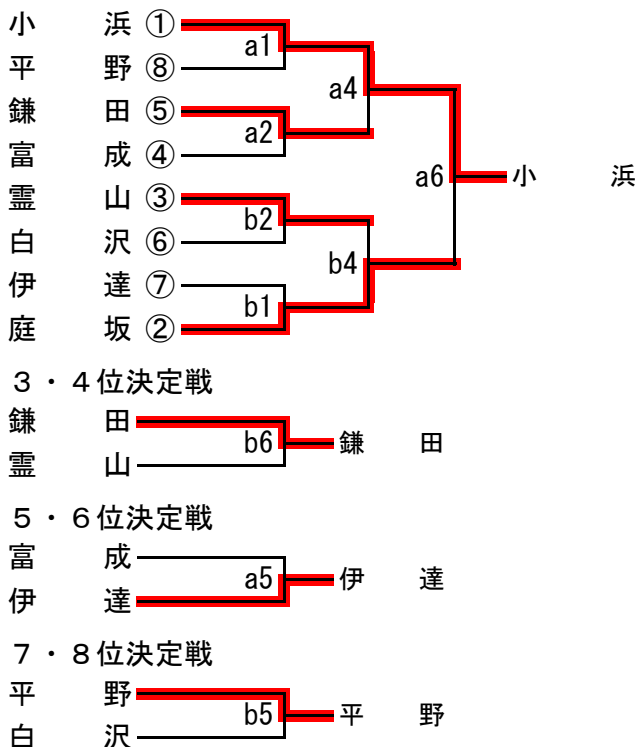 小 浜 ①
a1
平 野 ⑧
a4
鎌 田 ⑤
a2
富 成 ④
a6 小 浜
霊 山 ③
b2
白 沢 ⑥
b4
伊 達 ⑦
b1
庭 坂 ②
３・４位決定戦
鎌 田
b6 鎌 田
霊 山
５・６位決定戦
富 成
a5 伊 達
伊 達
７・８位決定戦
平 野
b5 平 野
白 沢